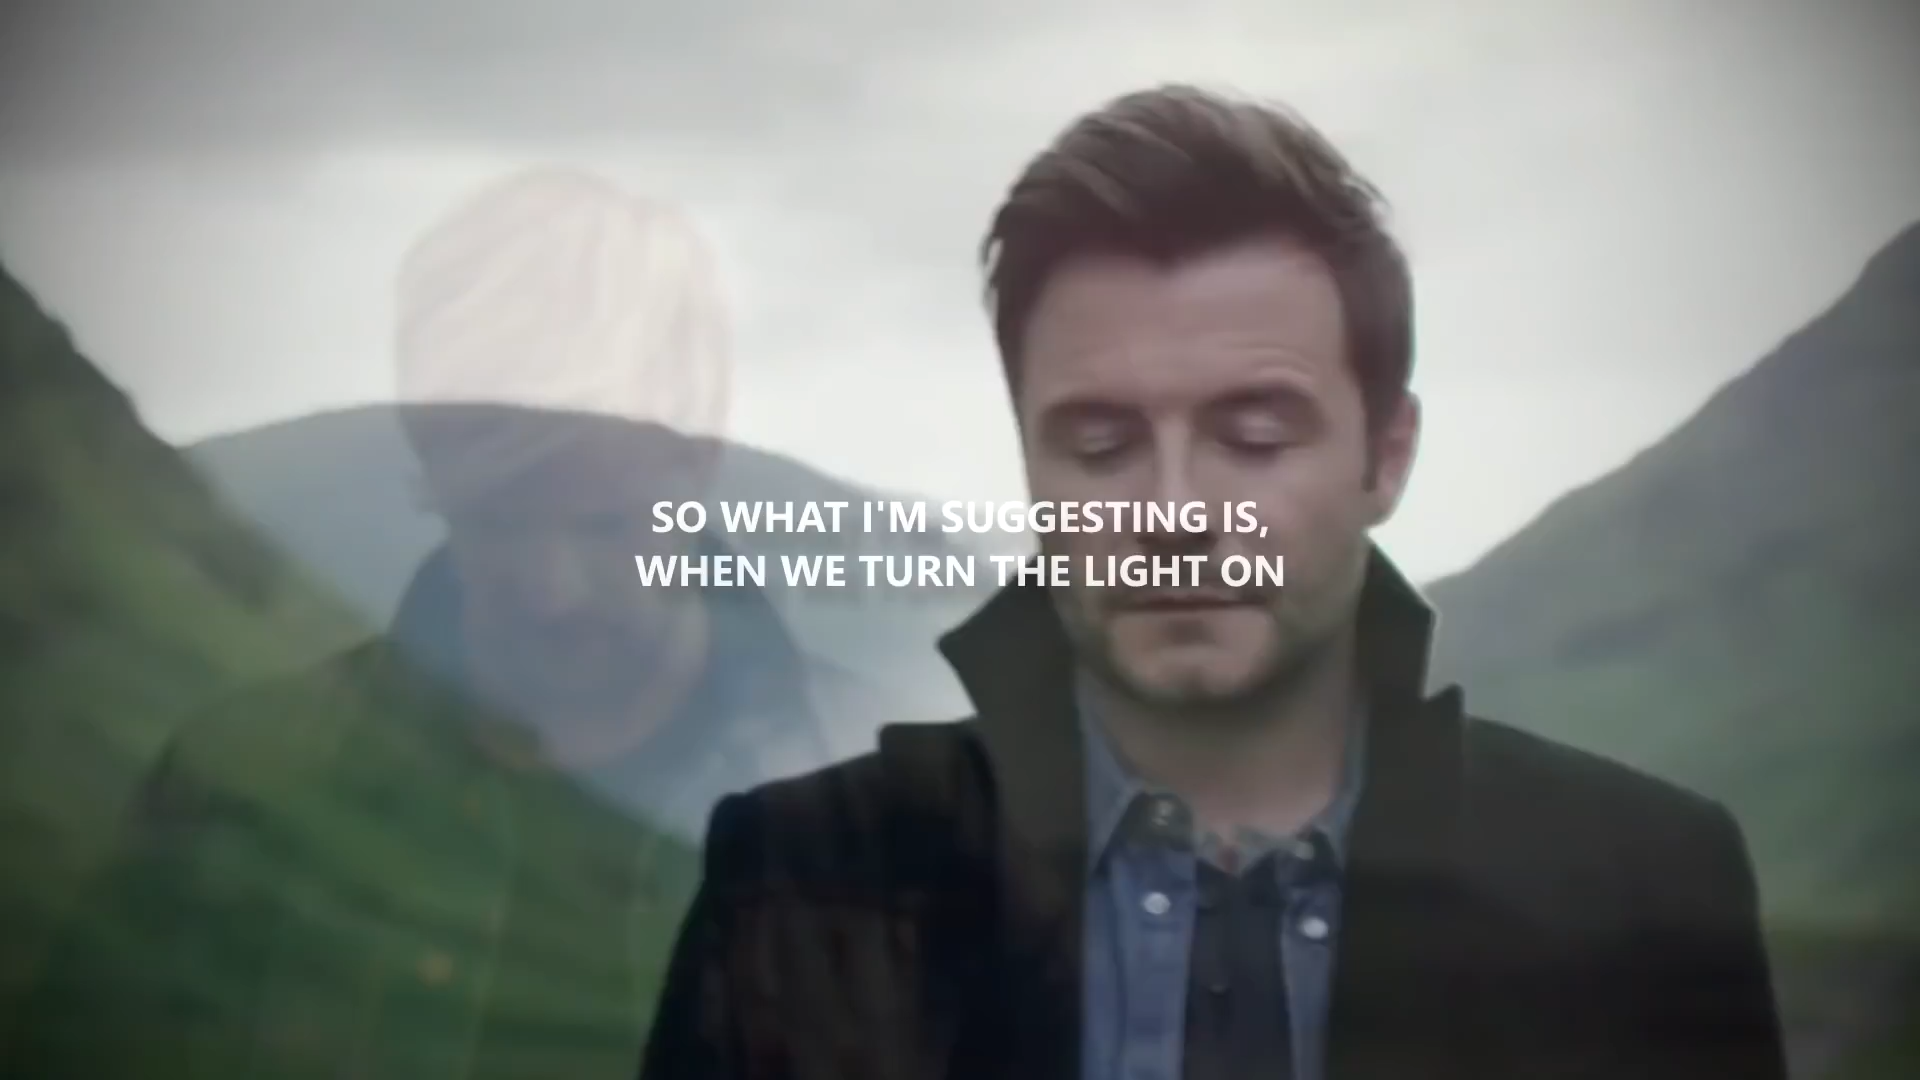 SO WHAT I'M SUGGESTING IS,
WHEN WE TURN THE LIGHT ON